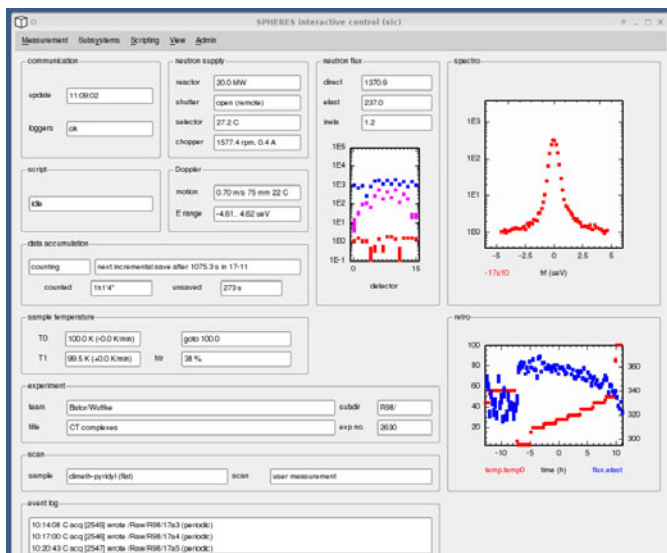 SPHERES interactive control (sic)
Measurement Subsystems Scripting View Admin
communication
update 11:09:02
loggers ok
neutron supply
reactor 20.0 MW
shutter open (remote)
selector 27.2 C
chopper 1577.4 rpm, 0.4 A
neutron flux
direct 1370.9
elast 237.0
inels 1.2
1E5
1E4
1E3
1E2
1E1
1E0
1E-1
0 15
detector
spectro
1E3
1E2
1E1
1E0
-5 -2.5 0 2.5 5
-17a10 hf (ueV)
script
idle
Doppler
motion 0.70 m/s 75 mm 22 C
E range -4.61.. 4.62 ueV
data accumulation
counting next incremental save after 1075.3 s in 17-11
counted 1h1'4" unsaved 273 s
sample temperature
T0 100.0 K (-0.0 K/min) goto 100.0
T1 99.5 K (+0.0 K/min) htr 38 %
retro
100
80
60
40
20
360
340
320
300
-10 -5 0 5 10
temp.temp0 time (h) flux.elast
experiment
team Balor/Wuttke subdir R98/
title CT complexes exp no. 2630
scan
sample dimeth-pyridyl (flat) scan user measurement
event log
10:14:08 C acq [2545] wrote /Raw/R98/17a3 (periodic)
10:17:00 C acq [2546] wrote /Raw/R98/17a4 (periodic)
10:20:43 C acq [2547] wrote /Raw/R98/17a5 (periodic)